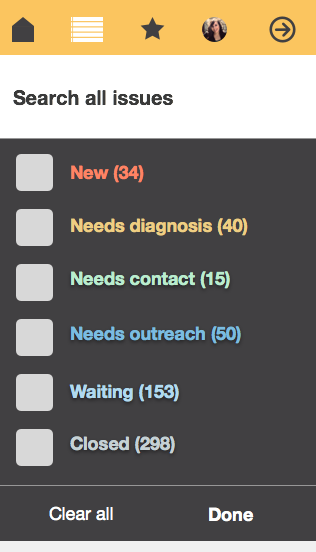 Search all issues
New (34)
Needs diagnosis (40)
Needs contact (15)
Needs outreach (50)
Waiting (153)
Closed (298)
Clear all Done